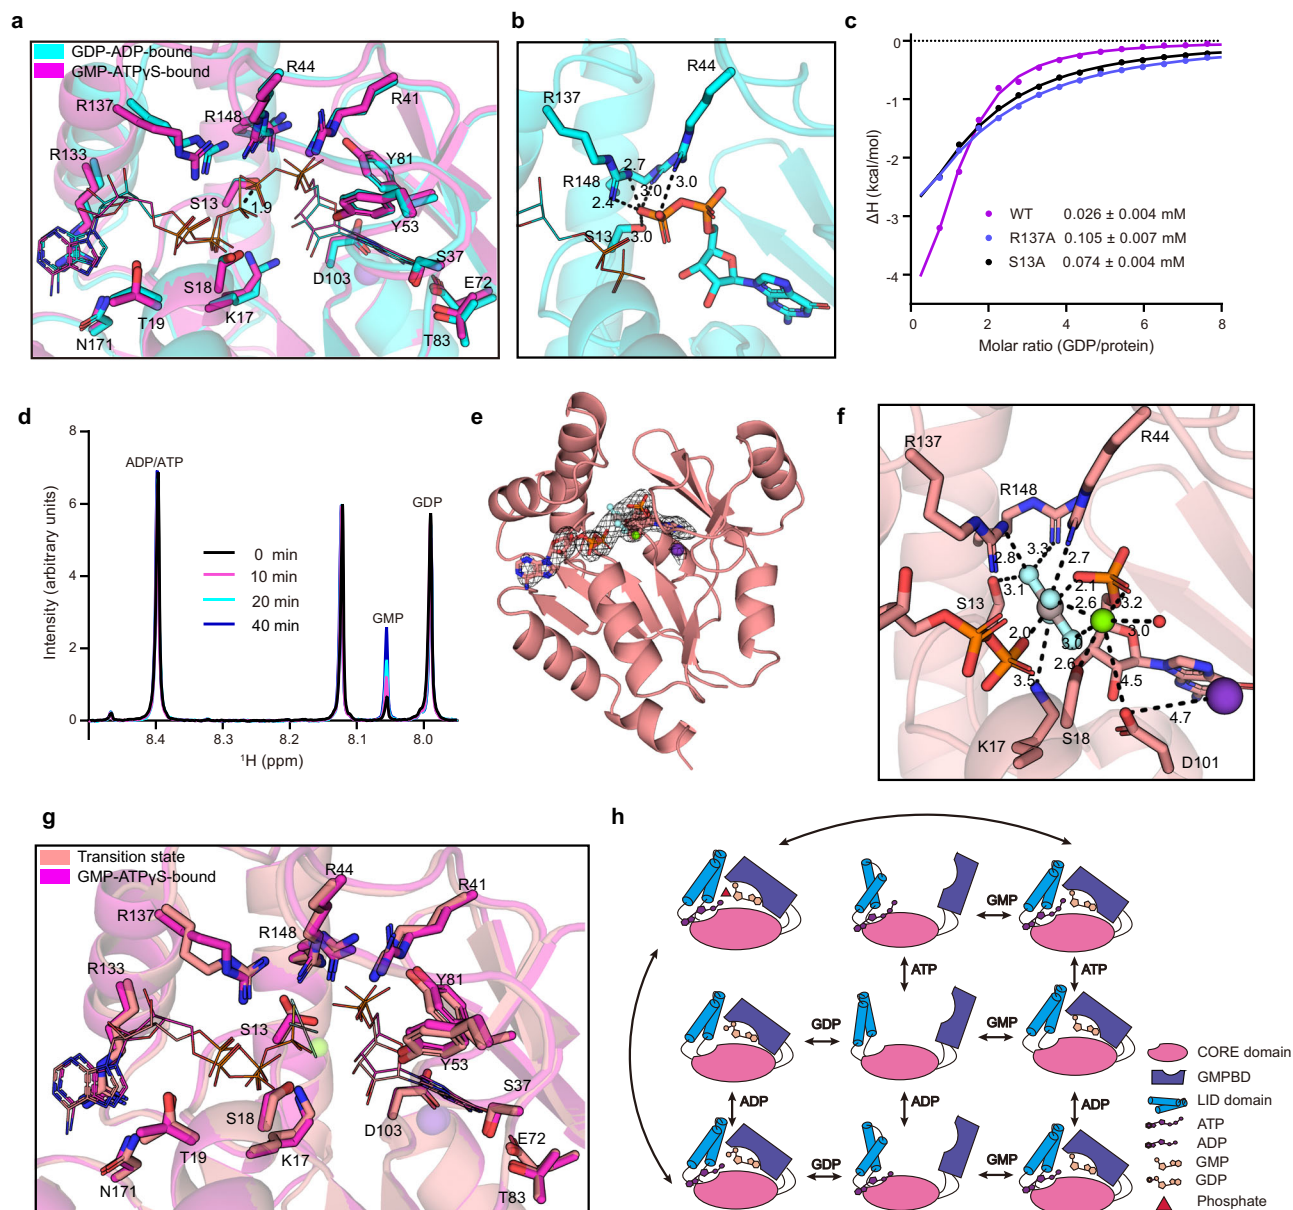 a
GDP-ADP-bound
GMP-ATPγS-bound
R44
R137
R148
R41
R133
Y81
S13
1.9
Y53
S37
D103
S18
E72
T19
K17
T83
N171
b
R44
R137
2.7
R148
3.0
3.0
2.4
S13
3.0
c
0
-1
-2
-3
-4
ΔH (kcal/mol)
WT 0.026 ± 0.004 mM
R137A 0.105 ± 0.007 mM
S13A 0.074 ± 0.004 mM
0 2 4 6 8
Molar ratio (GDP/protein)
d
8
6
4
2
0
Intensity (arbitrary units)
ADP/ATP
GDP
GMP
0 min
10 min
20 min
40 min
8.4 8.3 8.2 8.1 8.0
¹H (ppm)
e
f
R44
R137
R148
3.3
2.8
2.7
3.1
2.1
S13
2.6
3.2
2.0
3.0
3.0
2.6
3.5
4.5
4.7
K17
S18
D101
g
Transition state
GMP-ATPγS-bound
R44
R41
R137
R148
R133
Y81
S13
Y53
S37
S18
D103
E72
T19
K17
N171
T83
h
GMP
ATP
ATP
GDP
GMP
ADP
ADP
ADP
GDP
GMP
CORE domain
GMPBD
LID domain
ATP
ADP
GMP
GDP
Phosphate